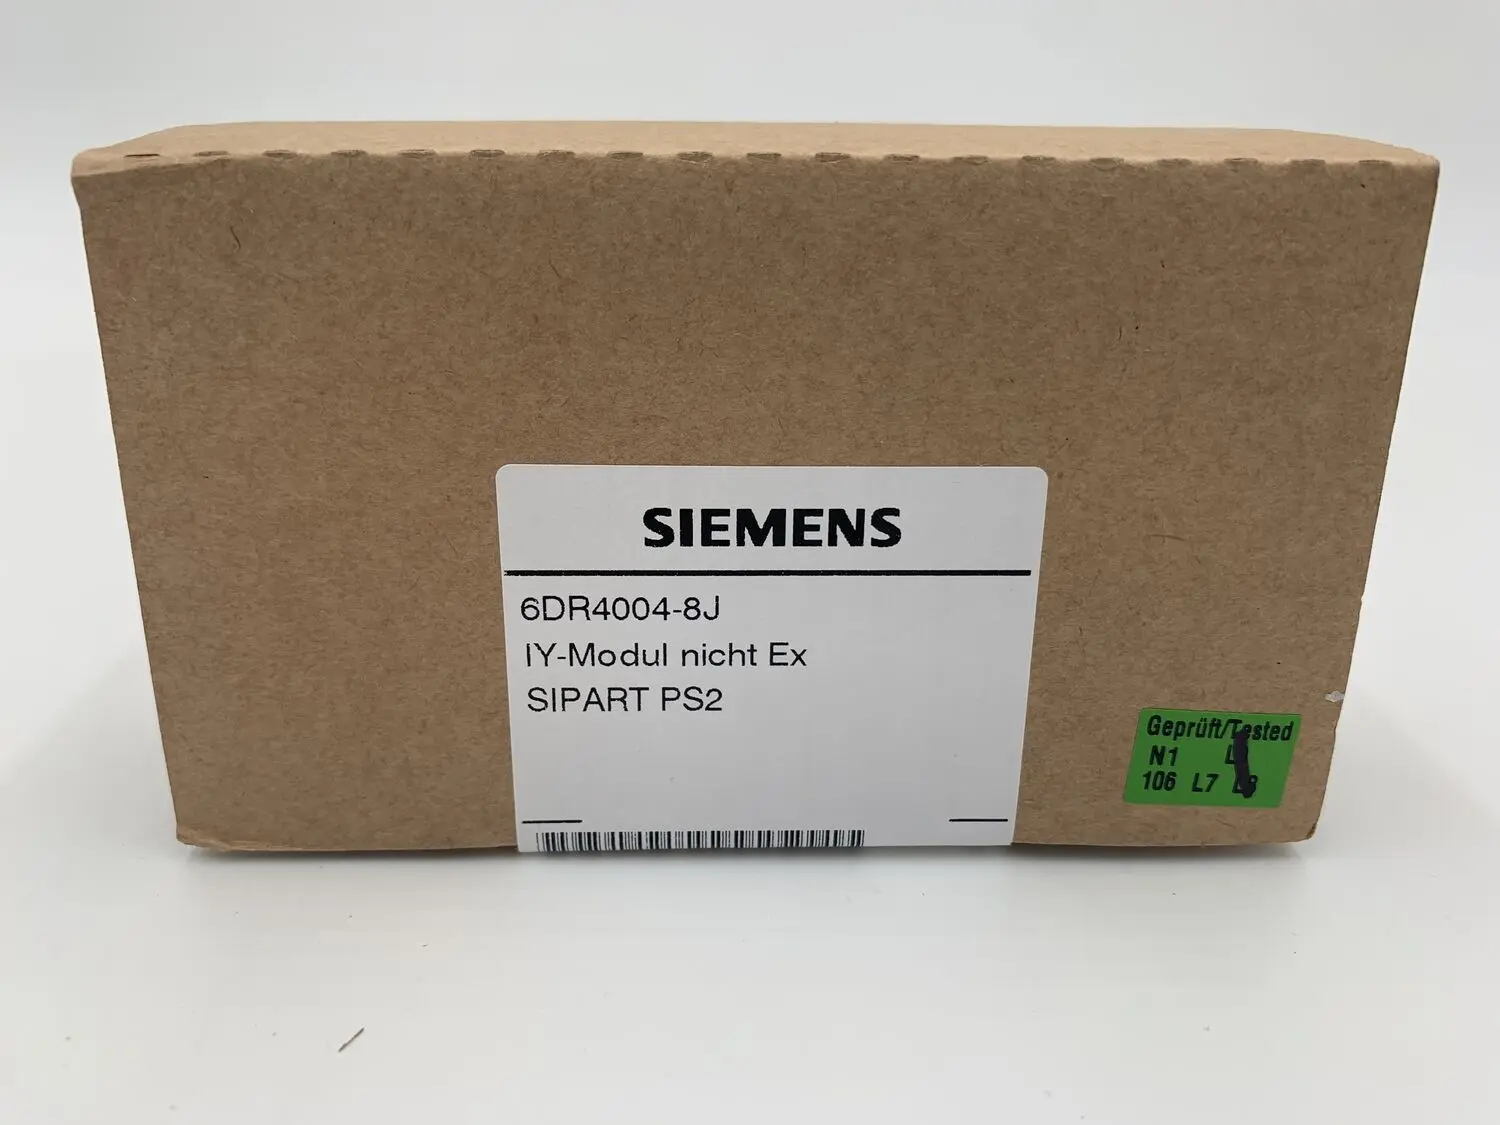 SIEMENS
6DR4004-8J
IY-Modul nicht Ex
SIPART PS2
Geprüft/Tested
N1
106 L7